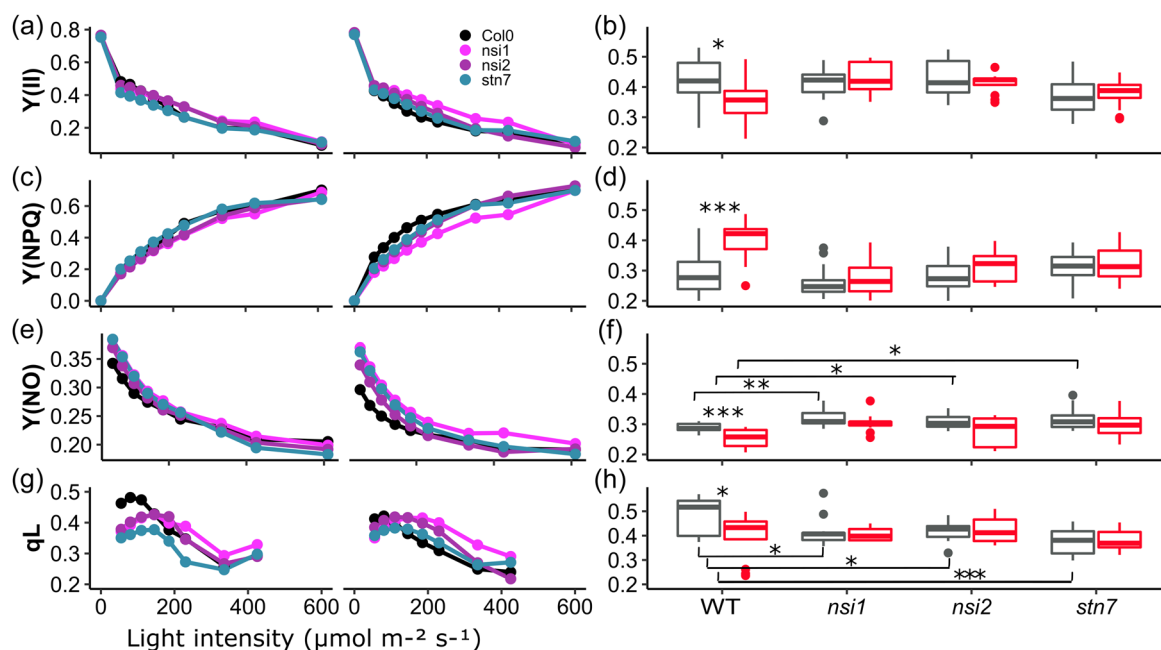 (a)
Y(II)
0.8
0.6
0.4
0.2
Col0
nsi1
nsi2
stn7
(b)
0.5
0.4
0.3
0.2
*
(c)
Y(NPQ)
0.6
0.4
0.2
0.0
(d)
0.5
0.4
0.3
0.2
***
(e)
Y(NO)
0.35
0.30
0.25
0.20
(f)
0.5
0.4
0.3
0.2
*
*
**
***
(g)
qL
0.5
0.4
0.3
0.2
0 200 400 600 0 200 400 600
Light intensity (μmol m-² s-¹)
(h)
0.5
0.4
0.3
0.2
*
*
*
***
WT nsi1 nsi2 stn7